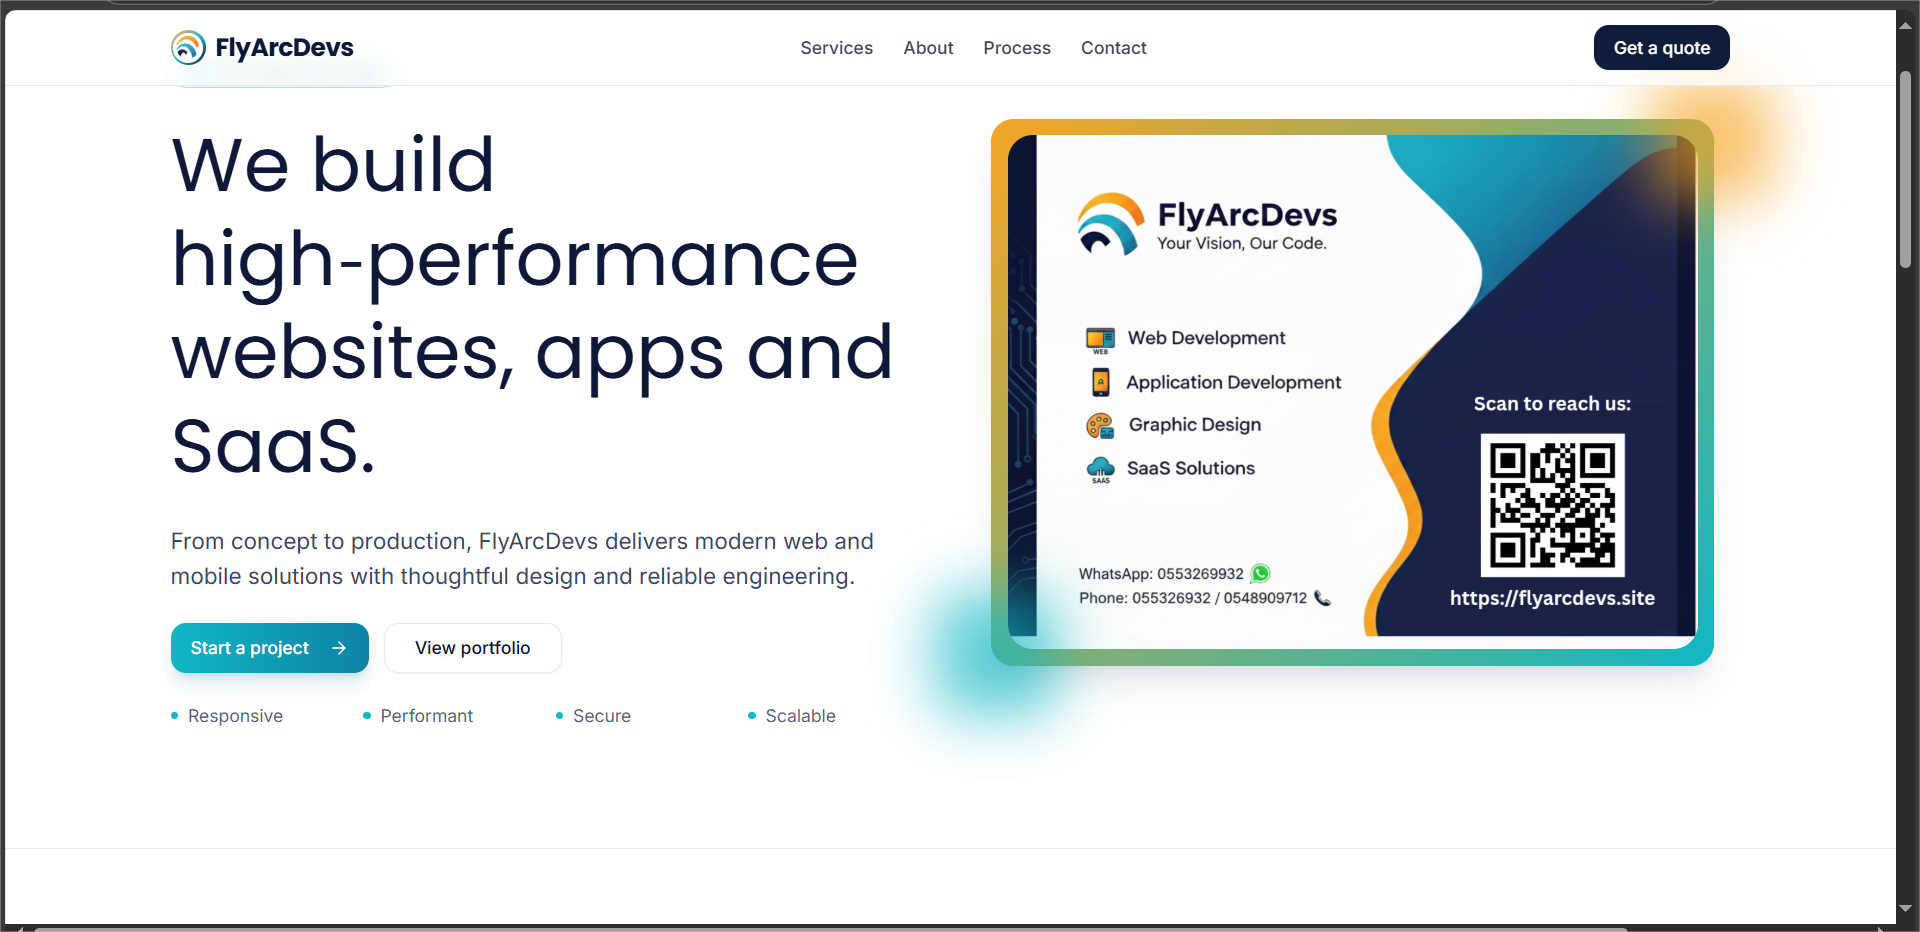 FlyArcDevs
Services
About
Process
Contact
Get a quote
We build
high-performance
websites, apps and
SaaS.
From concept to production, FlyArcDevs delivers modern web and
mobile solutions with thoughtful design and reliable engineering.
Start a project →
View portfolio
Responsive
Performant
Secure
Scalable
FlyArcDevs
Your Vision, Our Code.
WEB
Web Development
Application Development
Graphic Design
SAAS
SaaS Solutions
WhatsApp: 0553269932
Phone: 055326932 / 0548909712
Scan to reach us:
https://flyarcdevs.site